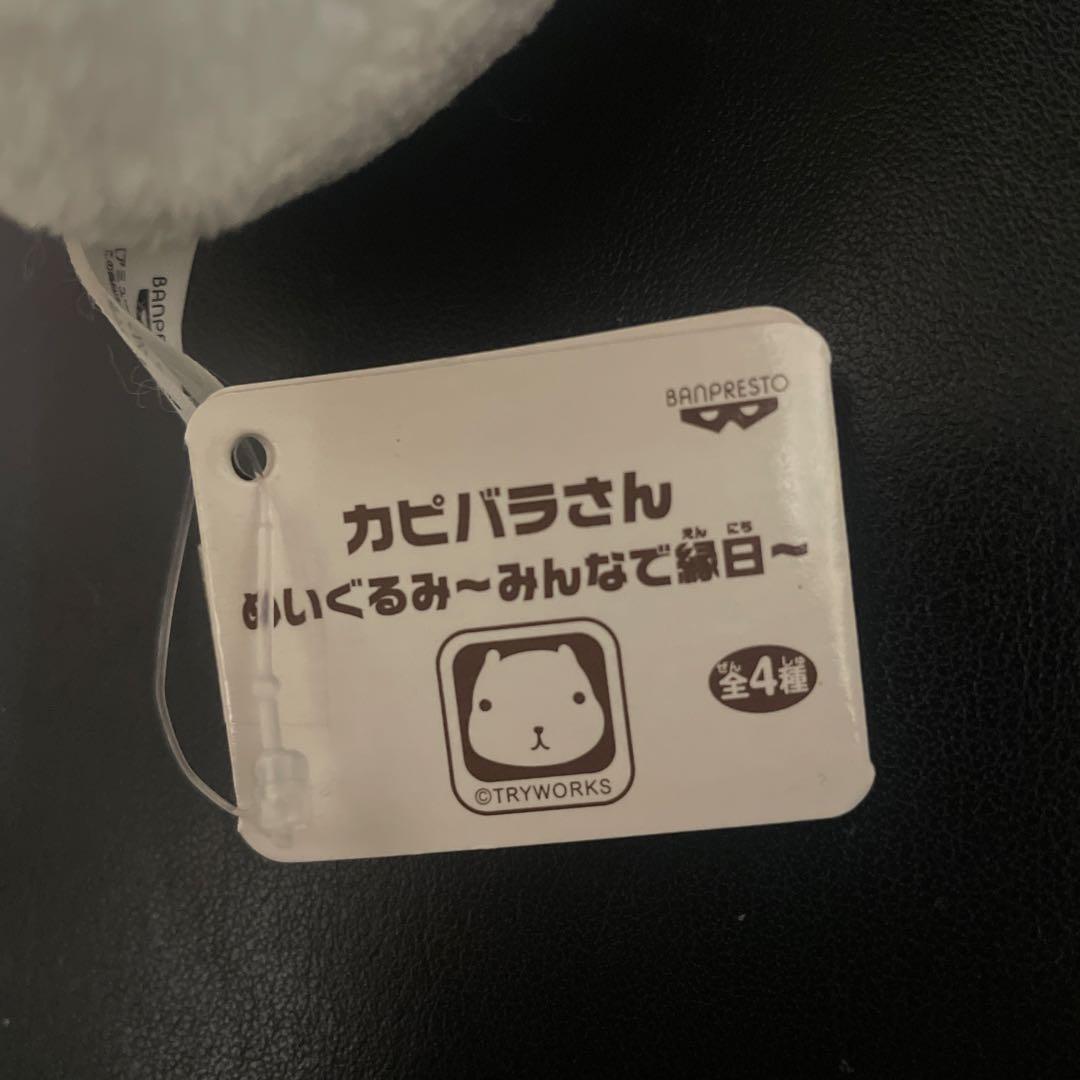 BANPRESTO
カピバラさん
ぬいぐるみ〜みんなで縁日〜
えん にち
全4種
ぜん しゅ
©TRYWORKS